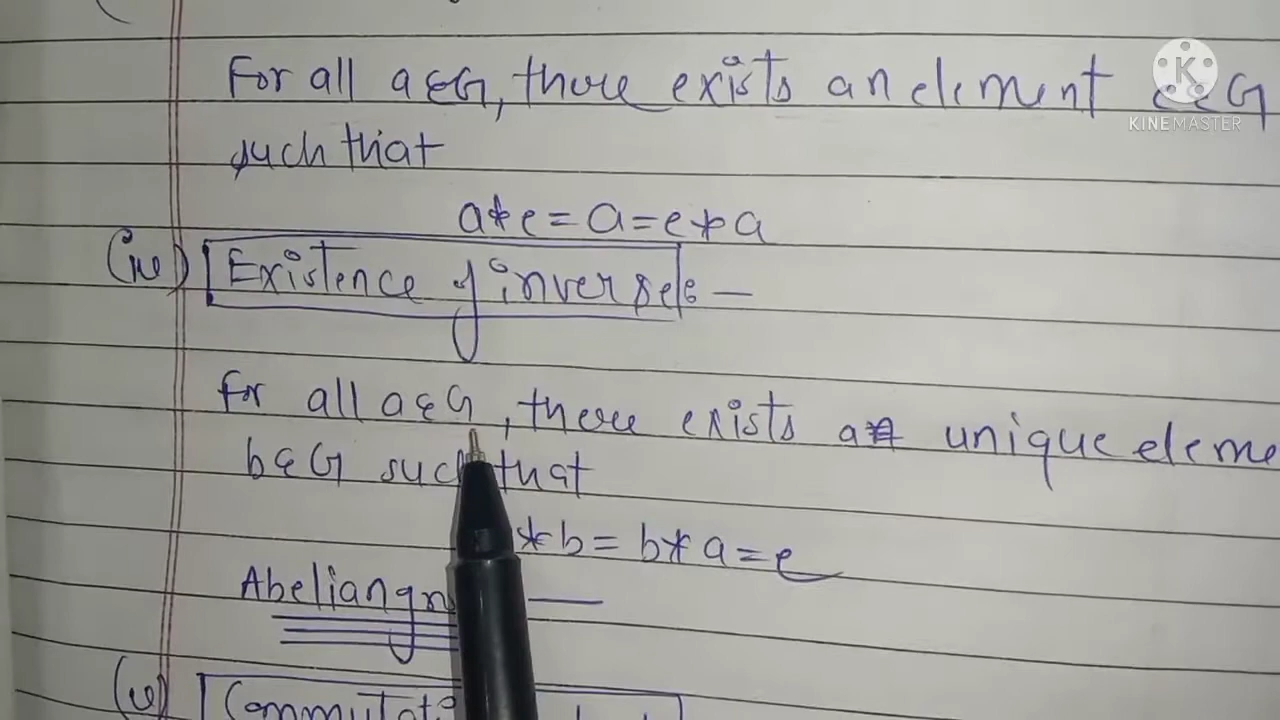 For all a∈G, there exists an element e∈G
such that
a*e = a = e*a
(iv) Existence of inverse :-
For all a∈G, there exists a unique eleme
b∈G such that
*b = b*a = e
Abelian
(v)
K
KINEMASTER